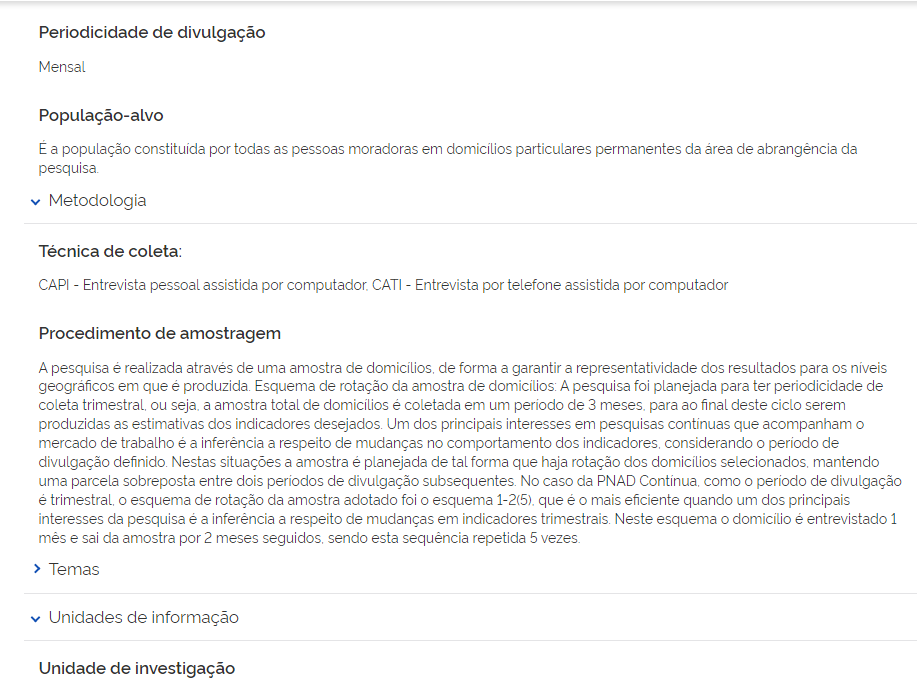 Periodicidade de divulgação
Mensal
População-alvo
É a população constituída por todas as pessoas moradoras em domicílios particulares permanentes da área de abrangência da
pesquisa.
Metodologia
Técnica de coleta:
CAPI - Entrevista pessoal assistida por computador, CATI - Entrevista por telefone assistida por computador
Procedimento de amostragem
A pesquisa é realizada através de uma amostra de domicílios, de forma a garantir a representatividade dos resultados para os níveis
geográficos em que é produzida. Esquema de rotação da amostra de domicílios: A pesquisa foi planejada para ter periodicidade de
coleta trimestral, ou seja, a amostra total de domicílios é coletada em um período de 3 meses, para ao final deste ciclo serem
produzidas as estimativas dos indicadores desejados. Um dos principais interesses em pesquisas contínuas que acompanham o
mercado de trabalho é a inferência a respeito de mudanças no comportamento dos indicadores, considerando o período de
divulgação definido. Nestas situações a amostra é planejada de tal forma que haja rotação dos domicílios selecionados, mantendo
uma parcela sobreposta entre dois períodos de divulgação subsequentes. No caso da PNAD Contínua, como o período de divulgação
é trimestral, o esquema de rotação da amostra adotado foi o esquema 1-2(5), que é o mais eficiente quando um dos principais
interesses da pesquisa é a inferência a respeito de mudanças em indicadores trimestrais. Neste esquema o domicílio é entrevistado 1
mês e sai da amostra por 2 meses seguidos, sendo esta sequência repetida 5 vezes.
Temas
Unidades de informação
Unidade de investigação